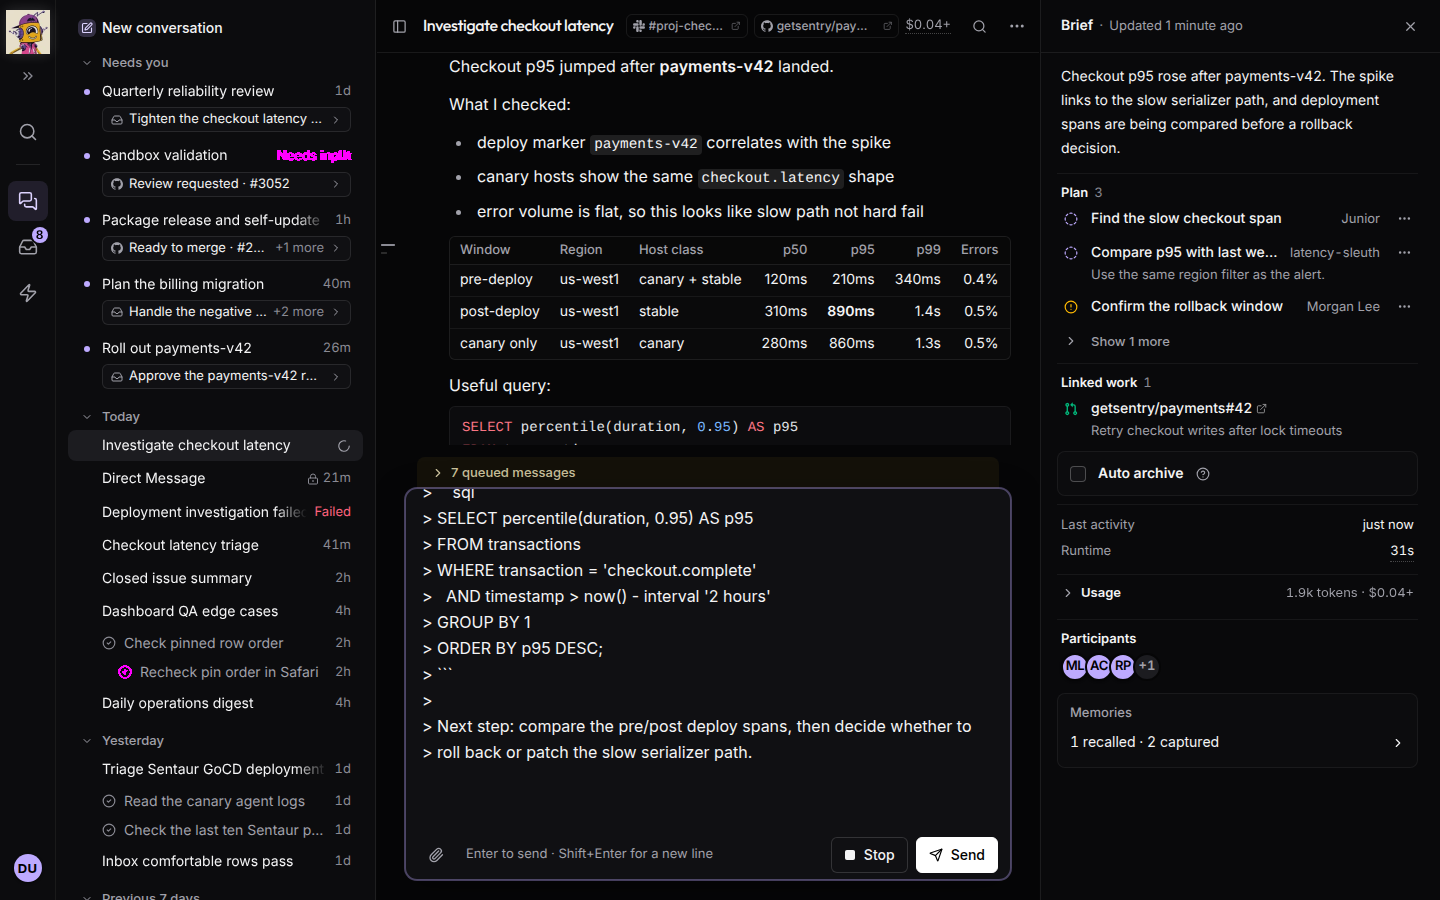 New conversation
Needs you
Quarterly reliability review 1d
Tighten the checkout latency ...
Sandbox validation
Review requested · #3052
Package release and self-update 1h
Ready to merge · #2... +1 more
Plan the billing migration 40m
Handle the negative ... +2 more
Roll out payments-v42 26m
Approve the payments-v42 r...
Today
Investigate checkout latency
Direct Message 21m
Deployment investigation failed Failed
Checkout latency triage 41m
Closed issue summary 2h
Dashboard QA edge cases 4h
Check pinned row order 2h
Recheck pin order in Safari 2h
Daily operations digest 4h
Yesterday
Triage Sentaur GoCD deployment 1d
Read the canary agent logs 1d
Check the last ten Sentaur p... 1d
Inbox comfortable rows pass 1d
Previous 7 days
8
DU
Investigate checkout latency #proj-chec... getsentry/pay... $0.04+
Checkout p95 jumped after payments-v42 landed.
What I checked:
deploy marker payments-v42 correlates with the spike
canary hosts show the same checkout.latency shape
error volume is flat, so this looks like slow path not hard fail
Window Region Host class p50 p95 p99 Errors
pre-deploy us-west1 canary + stable 120ms 210ms 340ms 0.4%
post-deploy us-west1 stable 310ms 890ms 1.4s 0.5%
canary only us-west1 canary 280ms 860ms 1.3s 0.5%
Useful query:
SELECT percentile(duration, 0.95) AS p95
7 queued messages
> sql
> SELECT percentile(duration, 0.95) AS p95
> FROM transactions
> WHERE transaction = 'checkout.complete'
> AND timestamp > now() - interval '2 hours'
> GROUP BY 1
> ORDER BY p95 DESC;
> ```
>
> Next step: compare the pre/post deploy spans, then decide whether to
> roll back or patch the slow serializer path.
Enter to send · Shift+Enter for a new line Stop Send
Brief · Updated 1 minute ago
Checkout p95 rose after payments-v42. The spike
links to the slow serializer path, and deployment
spans are being compared before a rollback
decision.
Plan 3
Find the slow checkout span Junior
Compare p95 with last we... latency-sleuth
Use the same region filter as the alert.
Confirm the rollback window Morgan Lee
Show 1 more
Linked work 1
getsentry/payments#42
Retry checkout writes after lock timeouts
Auto archive
Last activity just now
Runtime 31s
Usage 1.9k tokens · $0.04+
Participants
ML AC RP +1
Memories
1 recalled · 2 captured